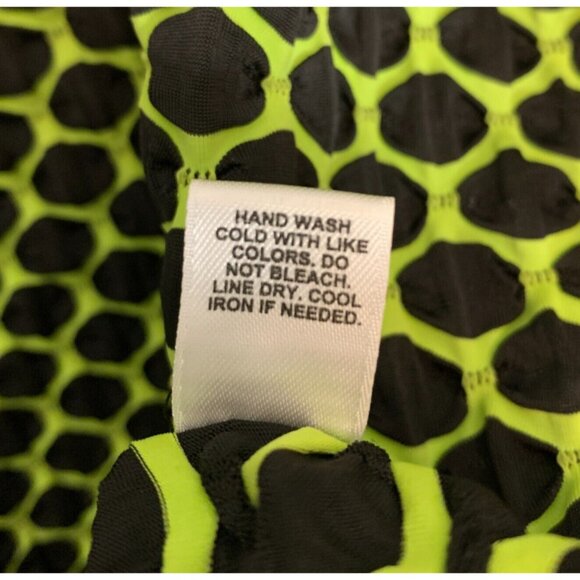 HAND WASH
COLD WITH LIKE
COLORS. DO
NOT BLEACH.
LINE DRY. COOL
IRON IF NEEDED.